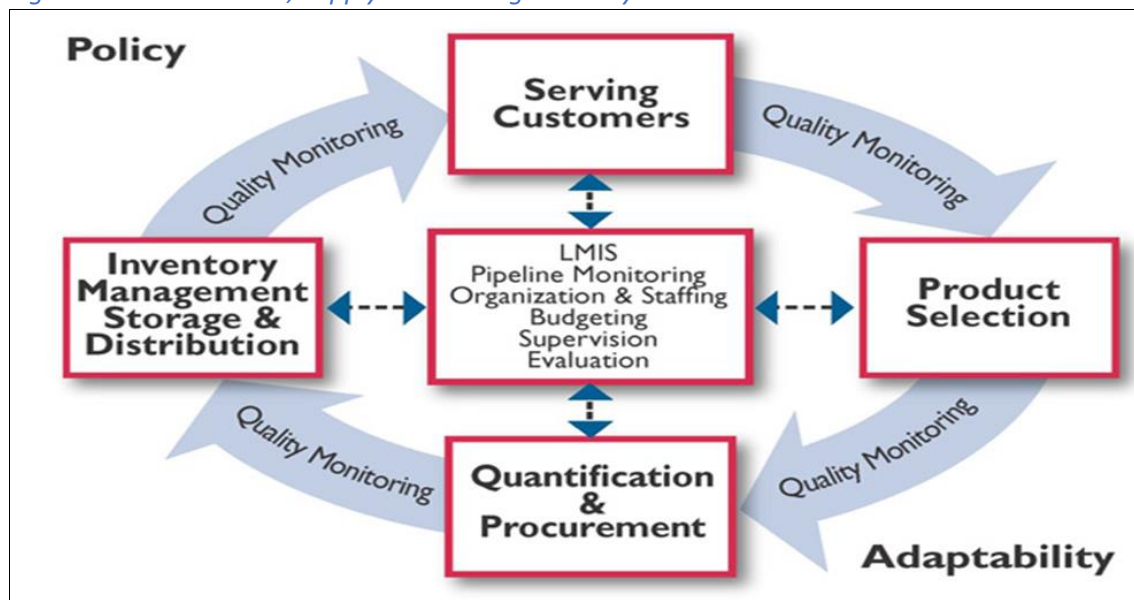 Policy
Serving
Customers
Quality Monitoring
Quality Monitoring
Inventory
Management
Storage &
Distribution
LMIS
Pipeline Monitoring
Organization & Staffing
Budgeting
Supervision
Evaluation
Product
Selection
Quality Monitoring
Quality Monitoring
Quantification
&
Procurement
Adaptability